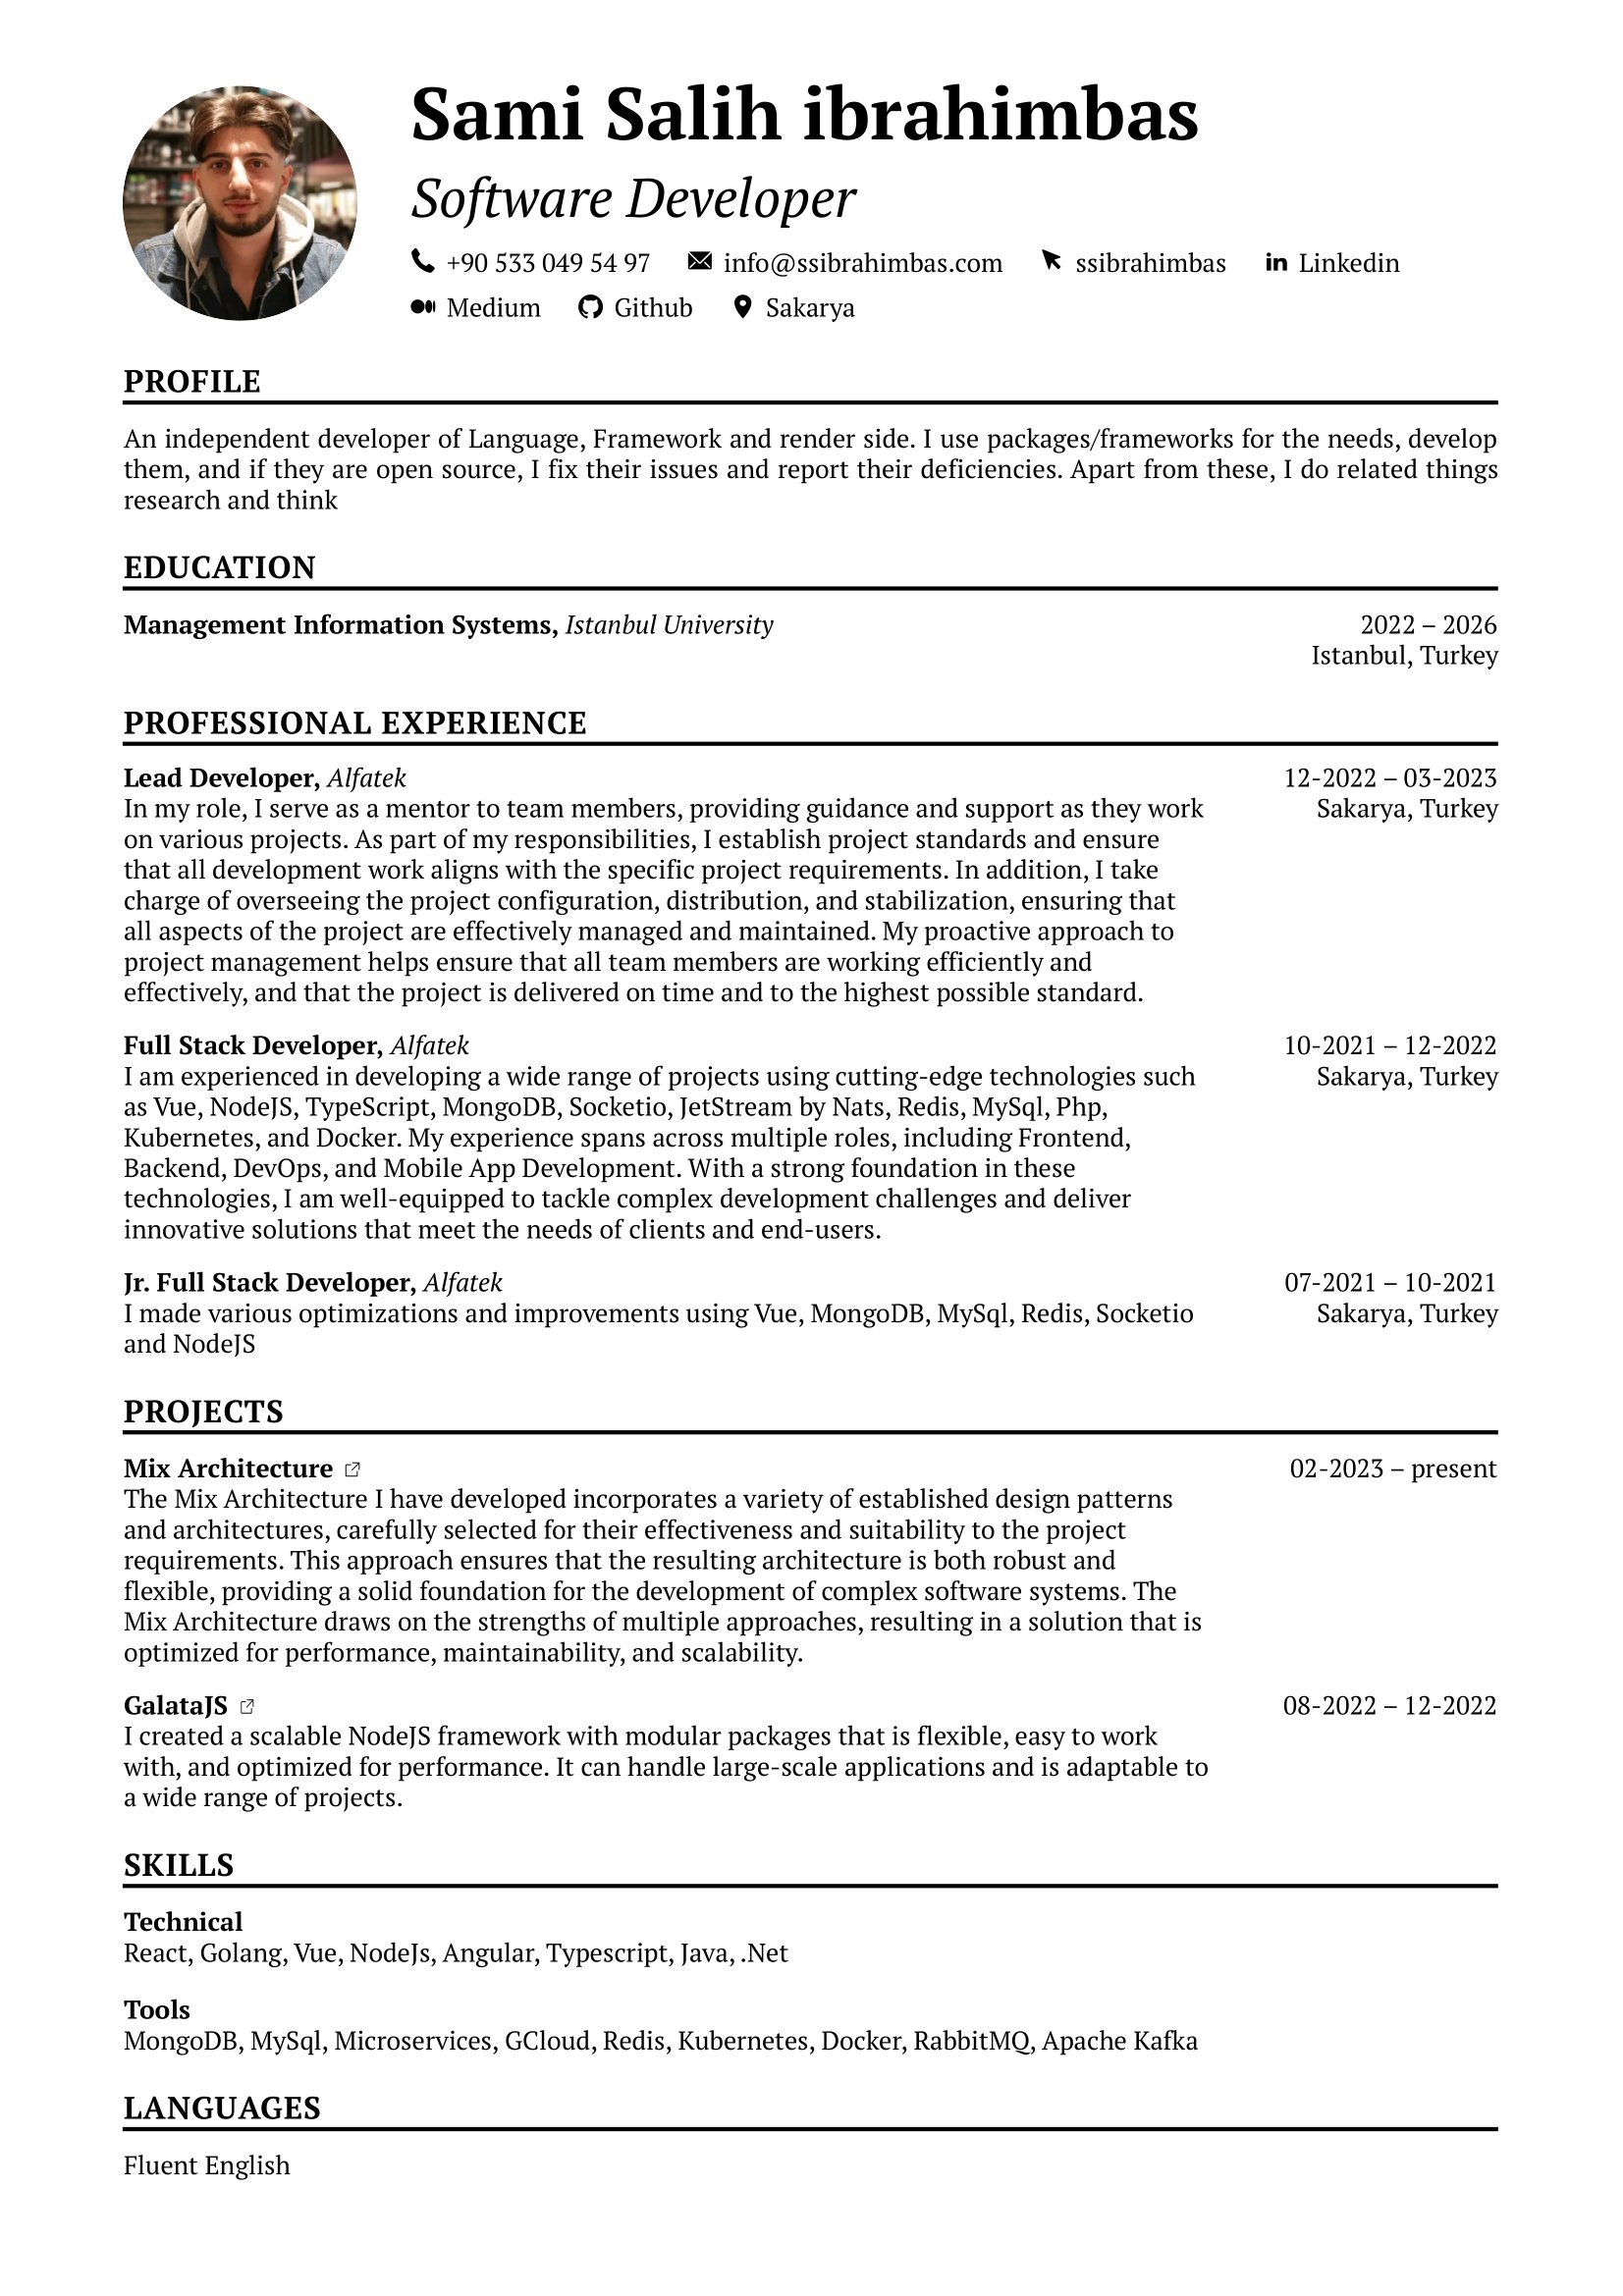 Sami Salih ibrahimbas
Software Developer
+90 533 049 54 97 info@ssibrahimbas.com ssibrahimbas Linkedin
Medium Github Sakarya
PROFILE
An independent developer of Language, Framework and render side. I use packages/frameworks for the needs, develop
them, and if they are open source, I fix their issues and report their deficiencies. Apart from these, I do related things
research and think
EDUCATION
Management Information Systems, Istanbul University 2022 – 2026
Istanbul, Turkey
PROFESSIONAL EXPERIENCE
Lead Developer, Alfatek 12-2022 – 03-2023
In my role, I serve as a mentor to team members, providing guidance and support as they work Sakarya, Turkey
on various projects. As part of my responsibilities, I establish project standards and ensure
that all development work aligns with the specific project requirements. In addition, I take
charge of overseeing the project configuration, distribution, and stabilization, ensuring that
all aspects of the project are effectively managed and maintained. My proactive approach to
project management helps ensure that all team members are working efficiently and
effectively, and that the project is delivered on time and to the highest possible standard.
Full Stack Developer, Alfatek 10-2021 – 12-2022
I am experienced in developing a wide range of projects using cutting-edge technologies such Sakarya, Turkey
as Vue, NodeJS, TypeScript, MongoDB, Socketio, JetStream by Nats, Redis, MySql, Php,
Kubernetes, and Docker. My experience spans across multiple roles, including Frontend,
Backend, DevOps, and Mobile App Development. With a strong foundation in these
technologies, I am well-equipped to tackle complex development challenges and deliver
innovative solutions that meet the needs of clients and end-users.
Jr. Full Stack Developer, Alfatek 07-2021 – 10-2021
I made various optimizations and improvements using Vue, MongoDB, MySql, Redis, Socketio Sakarya, Turkey
and NodeJS
PROJECTS
Mix Architecture 02-2023 – present
The Mix Architecture I have developed incorporates a variety of established design patterns
and architectures, carefully selected for their effectiveness and suitability to the project
requirements. This approach ensures that the resulting architecture is both robust and
flexible, providing a solid foundation for the development of complex software systems. The
Mix Architecture draws on the strengths of multiple approaches, resulting in a solution that is
optimized for performance, maintainability, and scalability.
GalataJS 08-2022 – 12-2022
I created a scalable NodeJS framework with modular packages that is flexible, easy to work
with, and optimized for performance. It can handle large-scale applications and is adaptable to
a wide range of projects.
SKILLS
Technical
React, Golang, Vue, NodeJs, Angular, Typescript, Java, .Net
Tools
MongoDB, MySql, Microservices, GCloud, Redis, Kubernetes, Docker, RabbitMQ, Apache Kafka
LANGUAGES
Fluent English